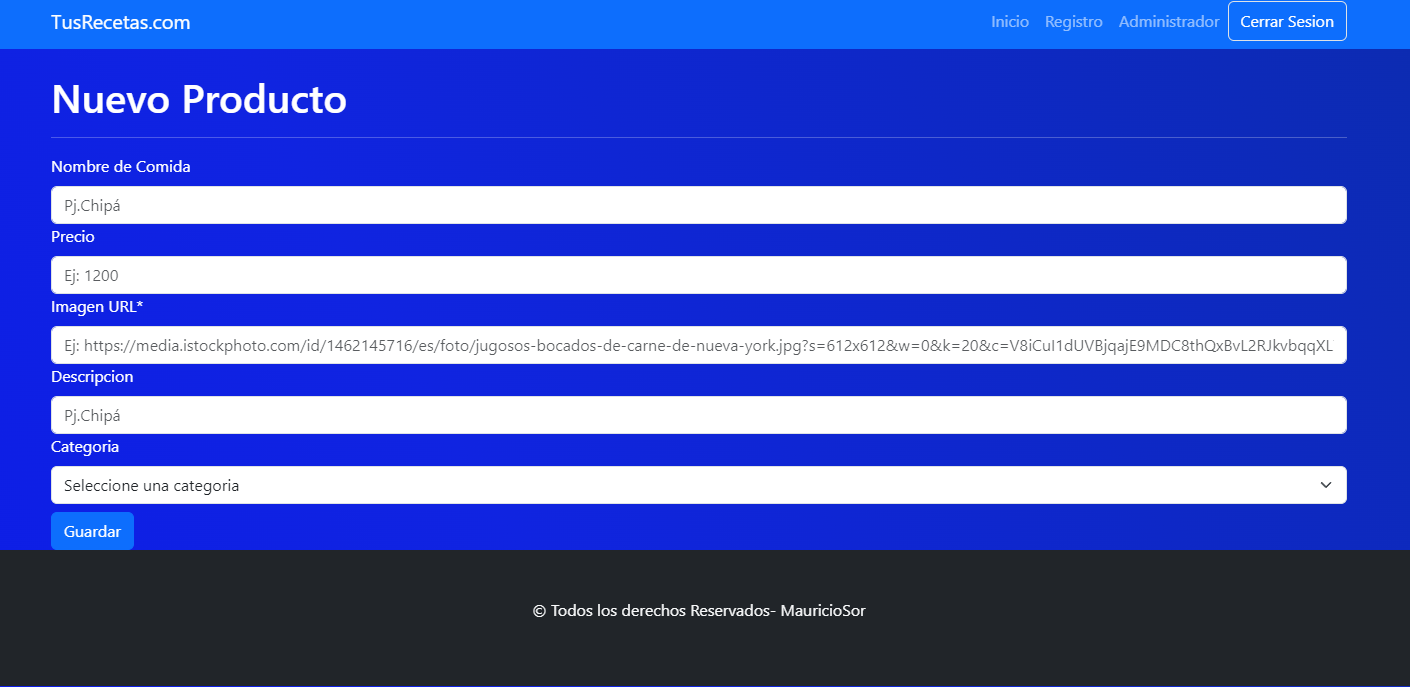 TusRecetas.com
Inicio Registro Administrador Cerrar Sesion
Nuevo Producto
Nombre de Comida
Pj.Chipá
Precio
Ej: 1200
Imagen URL*
Ej: https://media.istockphoto.com/id/1462145716/es/foto/jugosos-bocados-de-carne-de-nueva-york.jpg?s=612x612&w=0&k=20&c=V8iCuI1dUVBjqajE9MDC8thQxBvL2RJkvbqqXL
Descripcion
Pj.Chipá
Categoria
Seleccione una categoria
Guardar
© Todos los derechos Reservados- MauricioSor